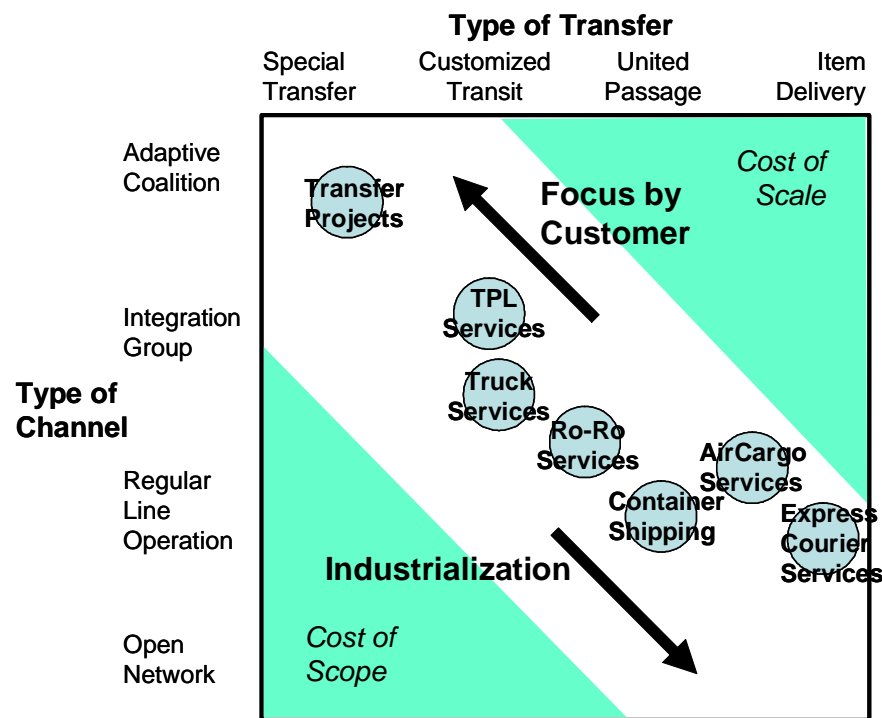 Type of Transfer
Special
Transfer
Customized
Transit
United
Passage
Item
Delivery
Adaptive
Coalition
Transfer
Projects
Focus by
Customer
Cost of
Scale
Integration
Group
TPL
Services
Type of
Channel
Truck
Services
Ro-Ro
Services
AirCargo
Services
Regular
Line
Operation
Container
Shipping
Express
Courier
Services
Industrialization
Cost of
Scope
Open
Network